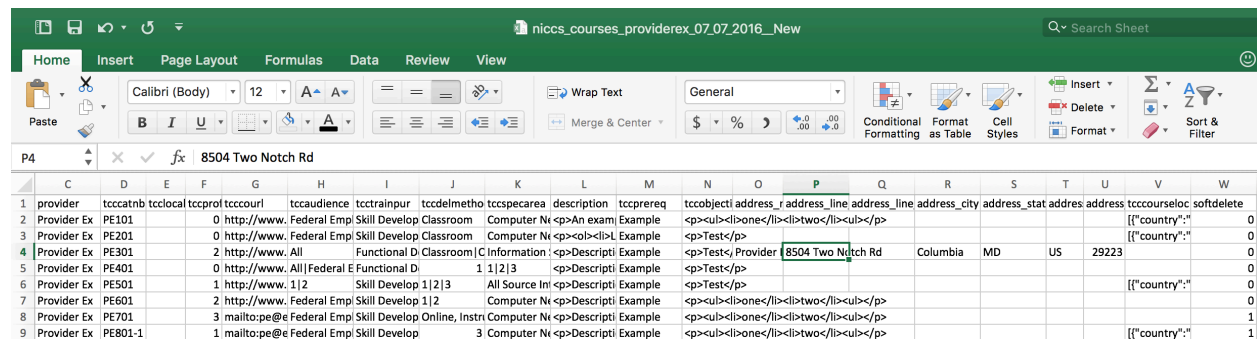 niccs_courses_providerex_07_07_2016__New
Search Sheet
Home Insert Page Layout Formulas Data Review View
Calibri (Body) 12 A A Wrap Text General Insert
Paste B I U A Merge & Center $ % Conditional Formatting Format as Table Cell Styles Delete Format Sort & Filter
P4 fx 8504 Two Notch Rd
C D E F G H I J K L M N O P Q R S T U V W
1 provider tcccatnb tcclocal tccprof tcccourl tccaudience tcctrainpur tccdelmetho tccspecarea description tccprereq tccobjecti address_r address_line address_line address_city address_stat addres address tcccourseloc softdelete
2 Provider Ex PE101 0 http://www. Federal Empl Skill Develop Classroom Computer Ne <p>An exam Example <p><ul><li>one</li><li>two</li><ul></p> [{"country":" 0
3 Provider Ex PE201 0 http://www. Federal Empl Skill Develop Classroom Computer Ne <p><ol><li>L Example <p>Test</p> [{"country":" 0
4 Provider Ex PE301 2 http://www. All Functional D Classroom|C Information <p>Descripti Example <p>Test</ Provider 8504 Two Notch Rd Columbia MD US 29223 0
5 Provider Ex PE401 0 http://www. All|Federal E Functional D 1 1|2|3 <p>Descripti Example <p>Test</p> 0
6 Provider Ex PE501 1 http://www. 1|2 Skill Develop 1|2|3 All Source Int <p>Descripti Example <p>Test</p> [{"country":" 0
7 Provider Ex PE601 2 http://www. Federal Empl Skill Develop 1|2 Computer Ne <p>Descripti Example <p><ul><li>one</li><li>two</li><ul></p> 0
8 Provider Ex PE701 3 mailto:pe@e Federal Empl Skill Develop Online, Instru Computer Ne <p>Descripti Example <p><ul><li>one</li><li>two</li><ul></p> 1
9 Provider Ex PE801-1 1 mailto:pe@e Federal Empl Skill Develop 3 Computer Ne <p>Descripti Example <p><ul><li>one</li><li>two</li><ul></p> [{"country":" 1